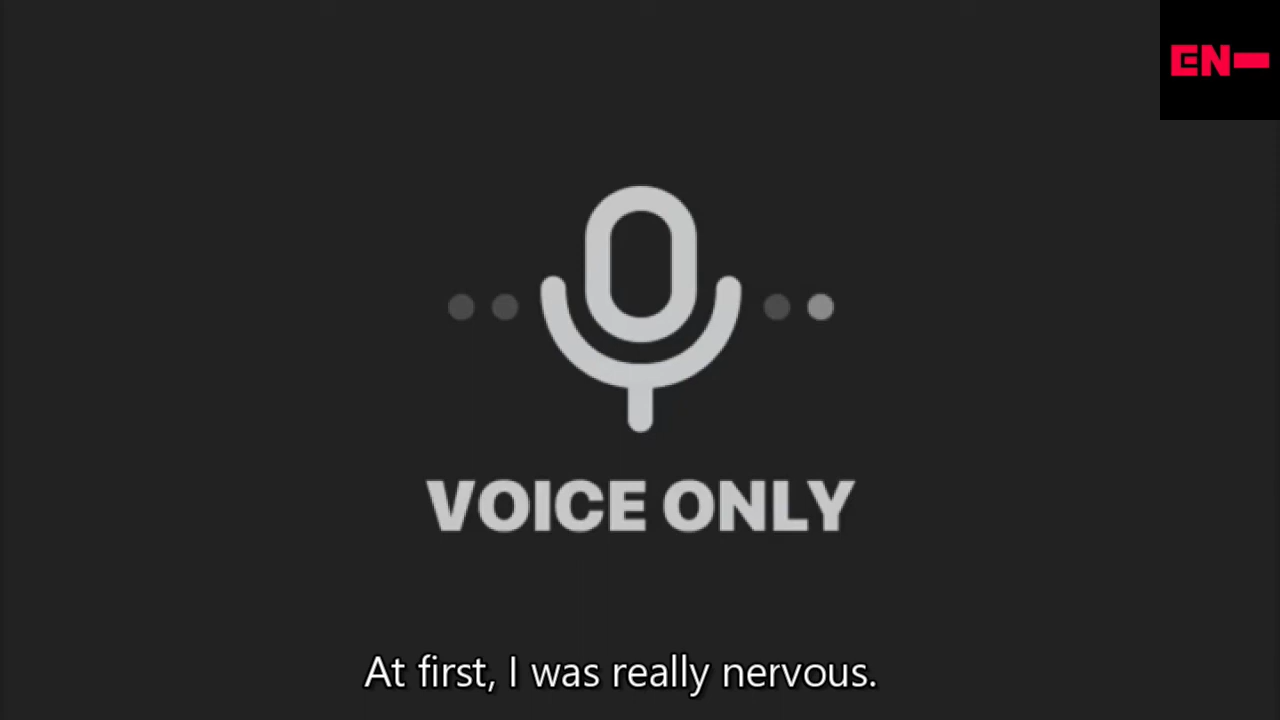 EN-
VOICE ONLY
At first, I was really nervous.